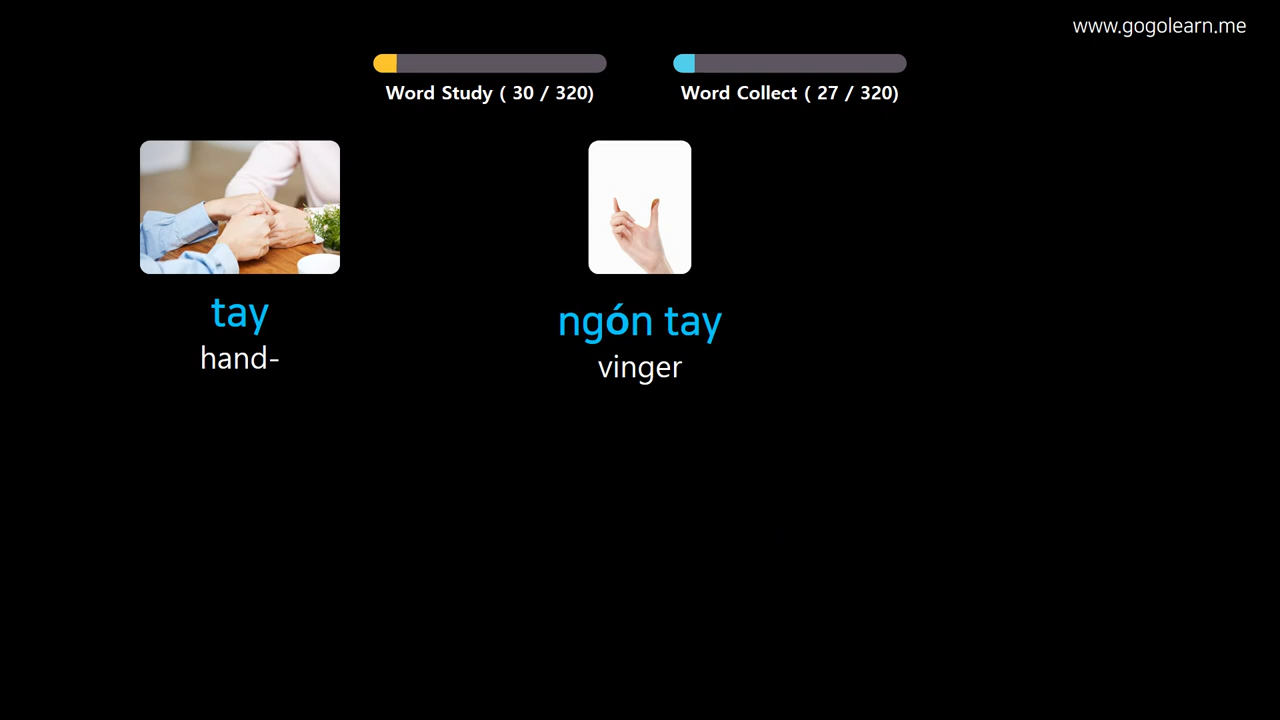 www.gogolearn.me
Word Study ( 30 / 320)
Word Collect ( 27 / 320)
tay
hand-
ngón tay
vinger